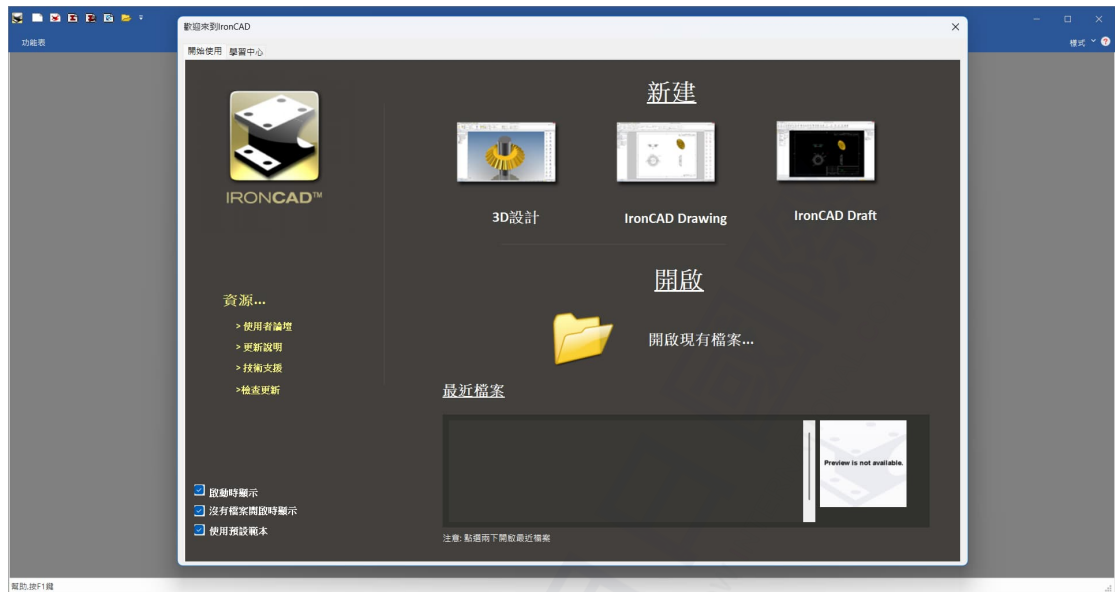 歡迎來到IronCAD
功能表
樣式
開始使用 學習中心
新建
IRONCAD™
3D設計
IronCAD Drawing
IronCAD Draft
開啟
資源...
> 使用者論壇
> 更新說明
> 技術支援
>檢查更新
開啟現有檔案...
最近檔案
Preview is not available.
啟動時顯示
沒有檔案開啟時顯示
使用預設範本
注意: 點選兩下開啟最近檔案
幫助,按F1鍵